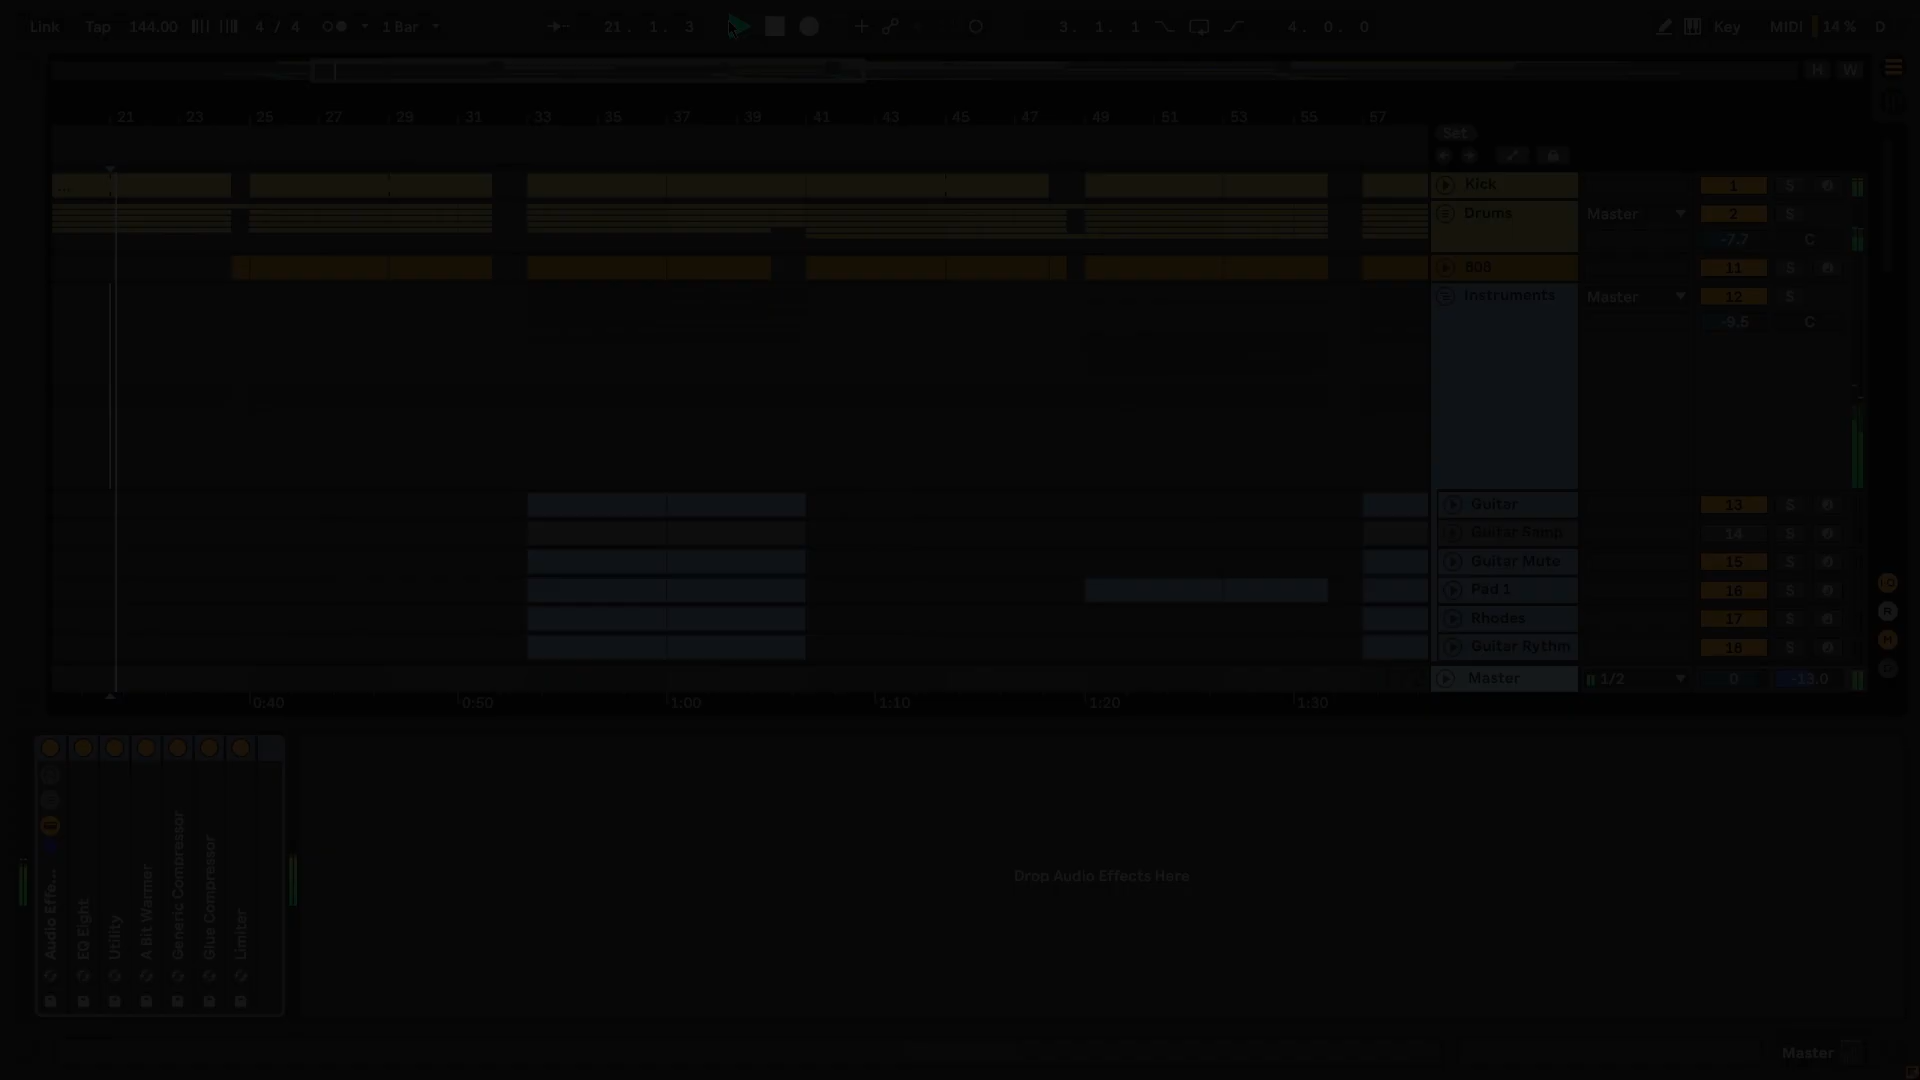 Link Tap 144.00 4 / 4 1 Bar 21. 1. 3 3. 1. 1 4. 0. 0 Key MIDI 14 % D
H W
21 23 25 27 29 31 33 35 37 39 41 43 45 47 49 51 53 55 57
Set
... Kick 1 S
Drums Master 2 S
-7.7 C
808 11 S
Instruments Master 12 S
-9.5 C
Guitar 13 S
Guitar Samp 14 S
Guitar Mute 15 S
Pad 1 16 S
Rhodes 17 S
R
Guitar Rythm 18 S
M
Master 1/2 0 -13.0
0:40 0:50 1:00 1:10 1:20 1:30
Audio Effe...
EQ Eight
Utility
A Bit Warmer
Generic Compressor
Glue Compressor
Limiter
Drop Audio Effects Here
Master